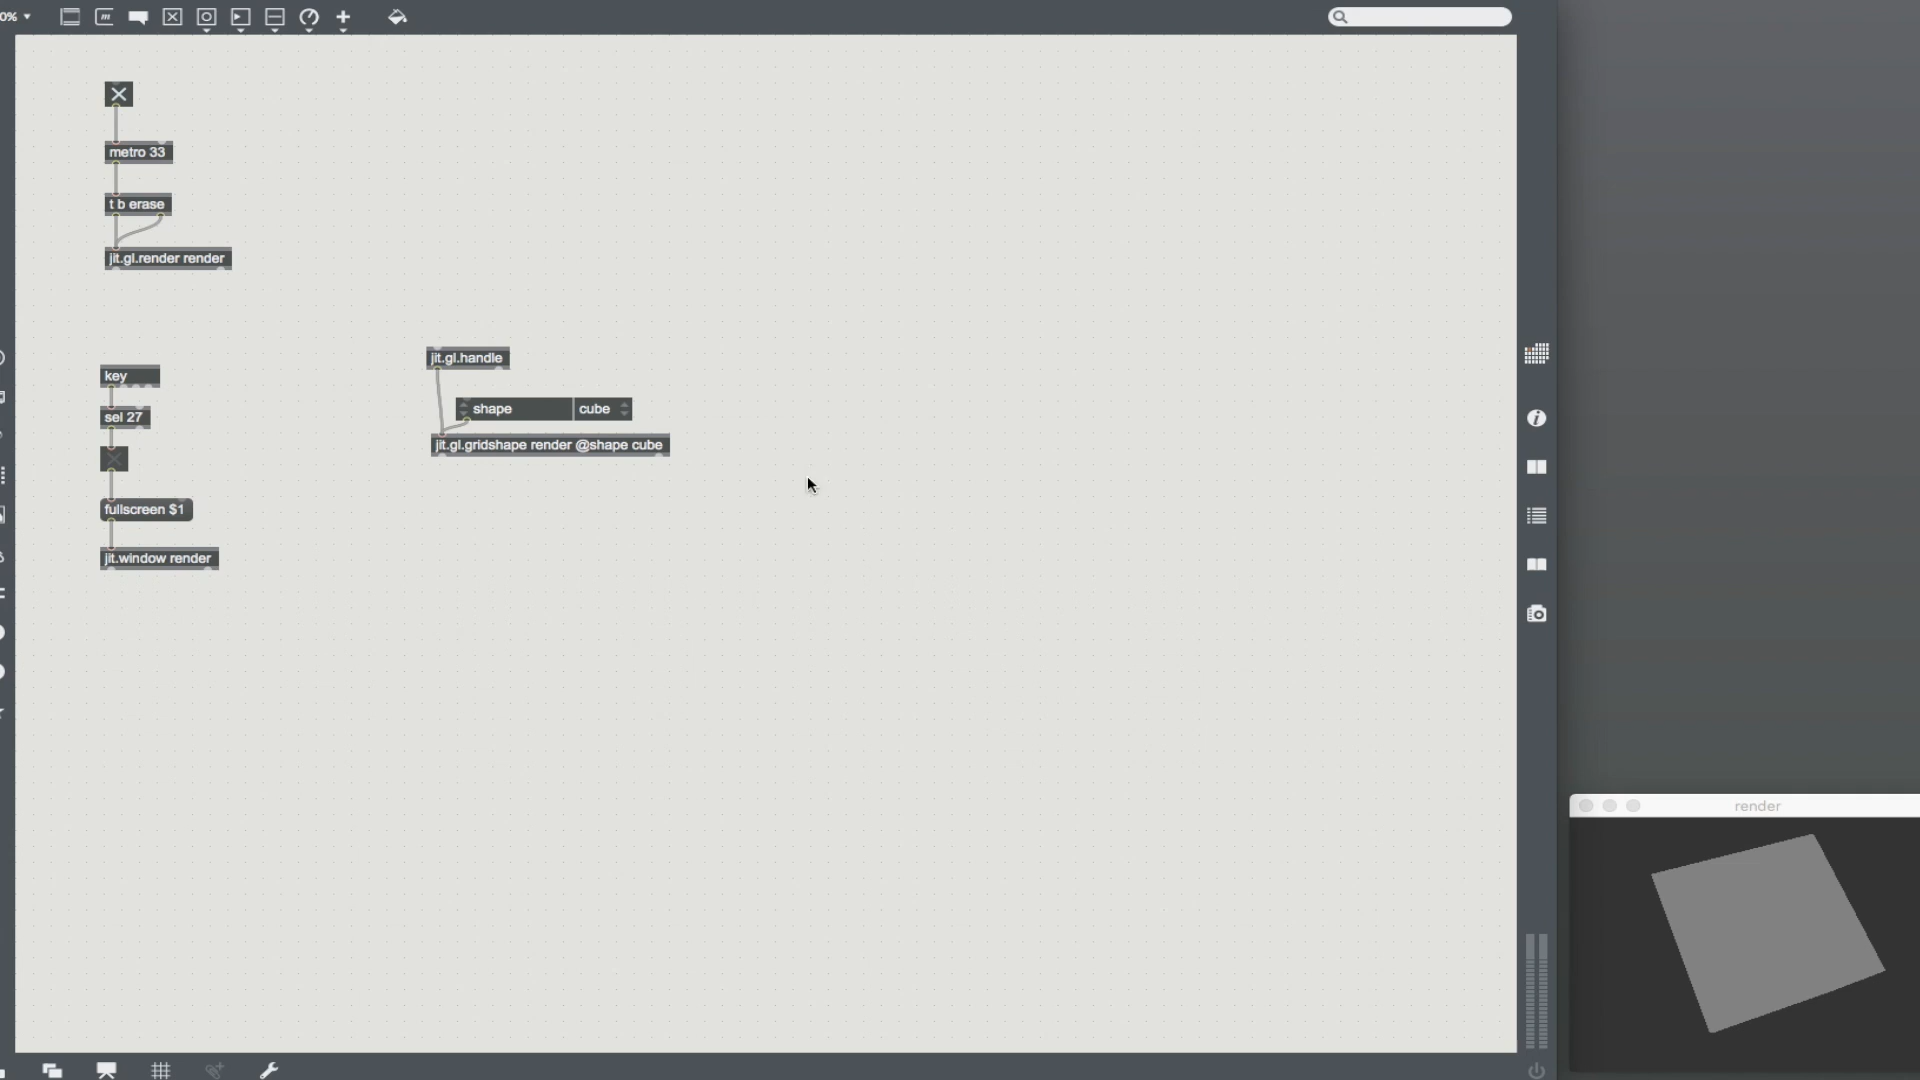 0%
m
metro 33
t b erase
jit.gl.render render
jit.gl.handle
key
shape cube
sel 27
jit.gl.gridshape render @shape cube
fullscreen $1
jit.window render
render